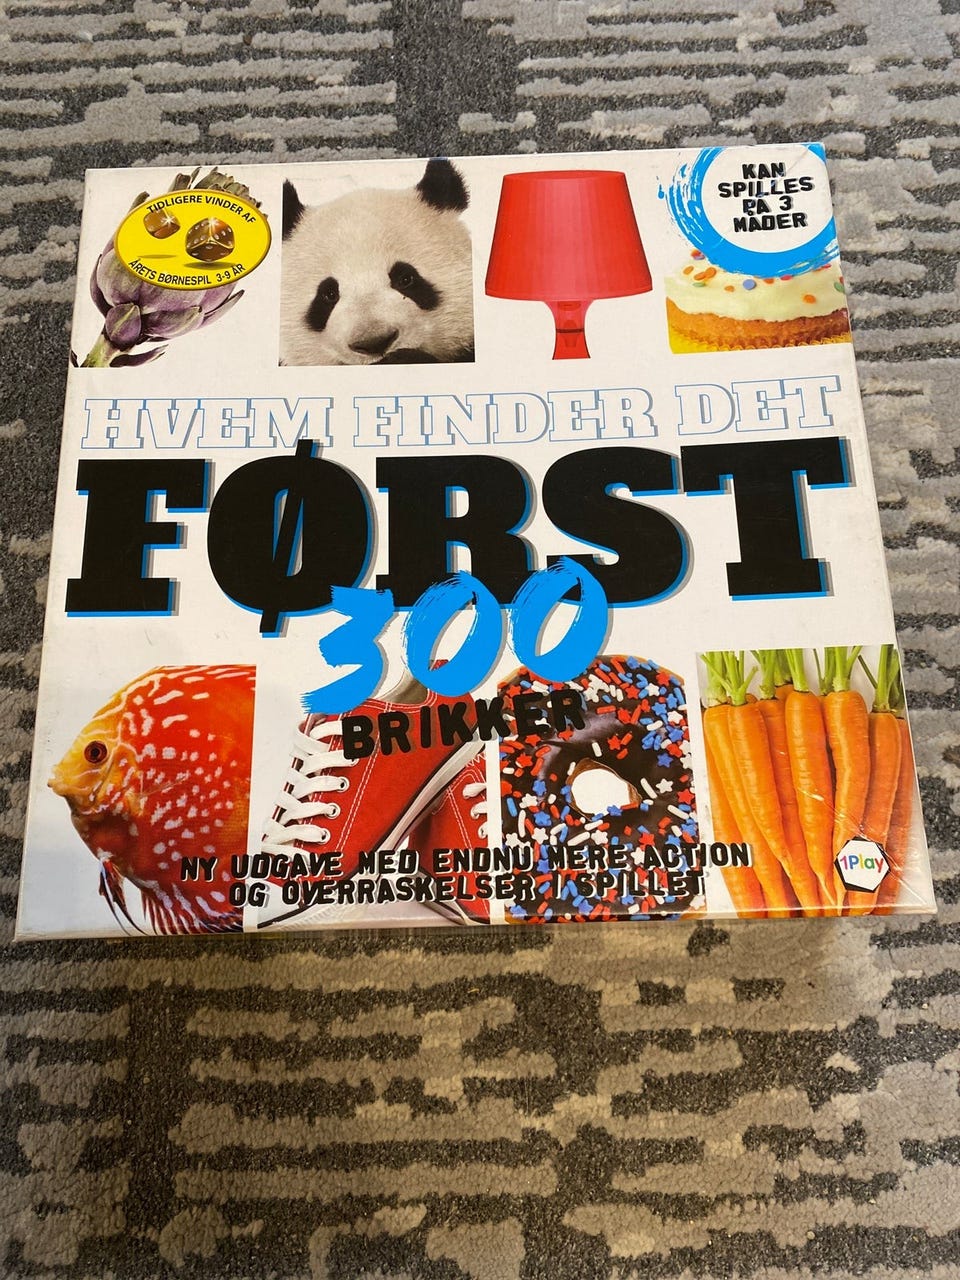 TIDLIGERE VINDER AF
ÅRETS BØRNESPIL 3-9 ÅR
KAN
SPILLES
PÅ 3
MÅDER
HVEM FINDER DET
FØRST
300
BRIKKER
NY UDGAVE MED ENDNU MERE ACTION
OG OVERRASKELSER I SPILLET
1Play